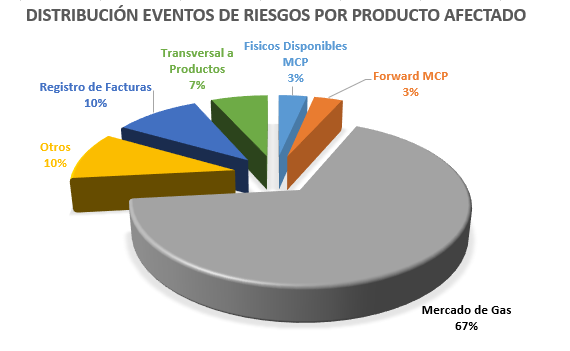 DISTRIBUCIÓN EVENTOS DE RIESGOS POR PRODUCTO AFECTADO
Fisicos Disponibles
MCP
3%
Transversal a
Productos
7%
Forward MCP
3%
Registro de Facturas
10%
Otros
10%
Mercado de Gas
67%